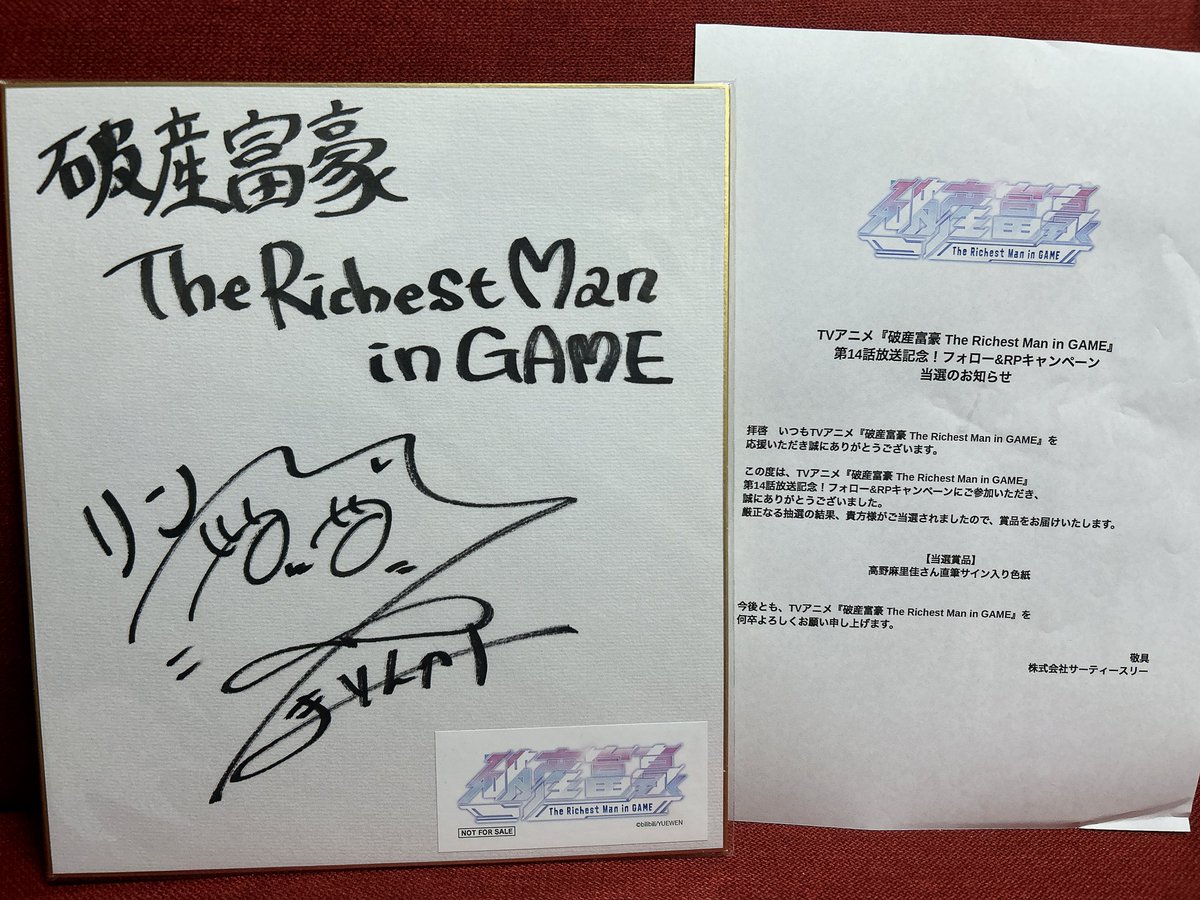 破産富豪
The Richest Man
in GAME
リン
破産富豪
The Richest Man in GAME
NOT FOR SALE
©bilibili/YUEWEN
破産富豪
The Richest Man in GAME
TVアニメ『破産富豪 The Richest Man in GAME』
第14話放送記念！フォロー&RPキャンペーン
当選のお知らせ
拝啓　いつもTVアニメ『破産富豪 The Richest Man in GAME』を
応援いただき誠にありがとうございます。
この度は、TVアニメ『破産富豪 The Richest Man in GAME』
第14話放送記念！フォロー&RPキャンペーンにご参加いただき、
誠にありがとうございました。
厳正なる抽選の結果、貴方様がご当選されましたので、賞品をお届けいたします。
【当選賞品】
高野麻里佳さん直筆サイン入り色紙
今後とも、TVアニメ『破産富豪 The Richest Man in GAME』を
何卒よろしくお願い申し上げます。
敬具
株式会社サーティースリー